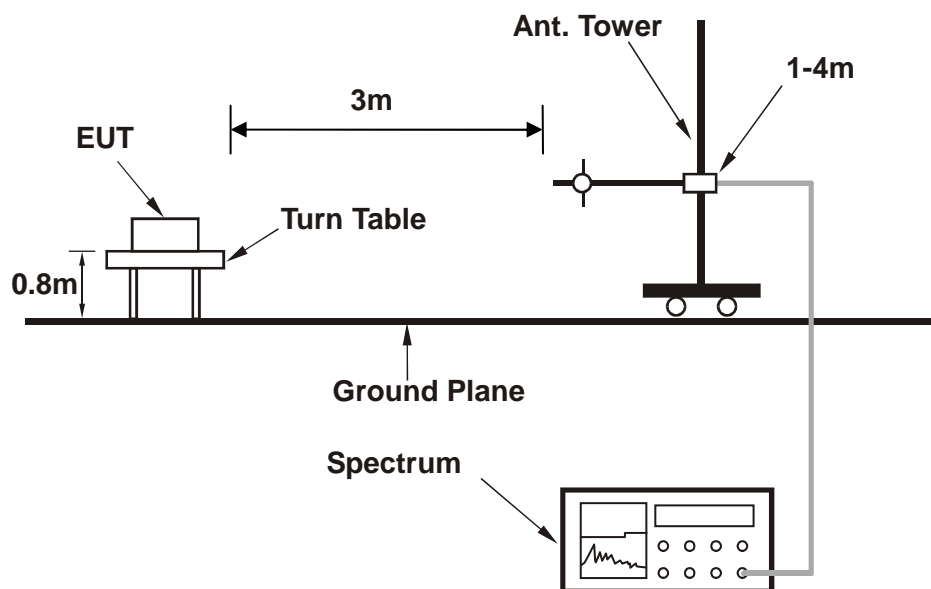 Ant. Tower
1-4m
3m
EUT
Turn Table
0.8m
Ground Plane
Spectrum